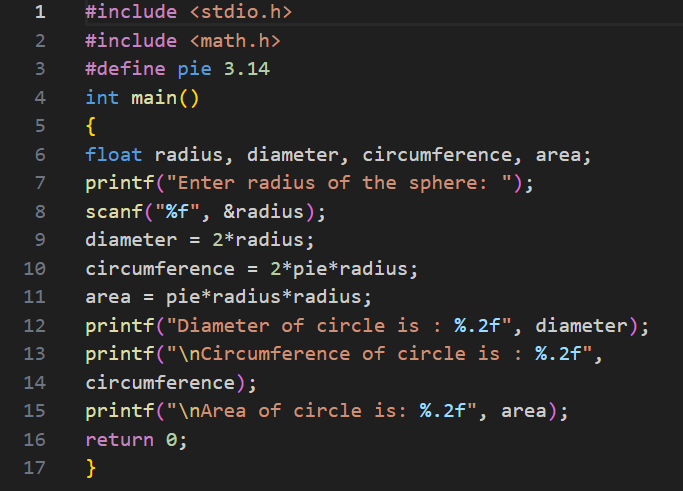 1 #include <stdio.h>
2 #include <math.h>
3 #define pie 3.14
4 int main()
5 {
6 float radius, diameter, circumference, area;
7 printf("Enter radius of the sphere: ");
8 scanf("%f", &radius);
9 diameter = 2*radius;
10 circumference = 2*pie*radius;
11 area = pie*radius*radius;
12 printf("Diameter of circle is : %.2f", diameter);
13 printf("\nCircumference of circle is : %.2f",
14 circumference);
15 printf("\nArea of circle is: %.2f", area);
16 return 0;
17 }